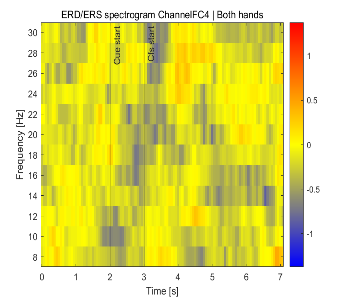 ERD/ERS spectrogram ChannelFC4 | Both hands
Frequency [Hz]
30
28
26
24
22
20
18
16
14
12
10
8
Cue start
Cls start
1
0.5
0
-0.5
-1
0 1 2 3 4 5 6 7
Time [s]